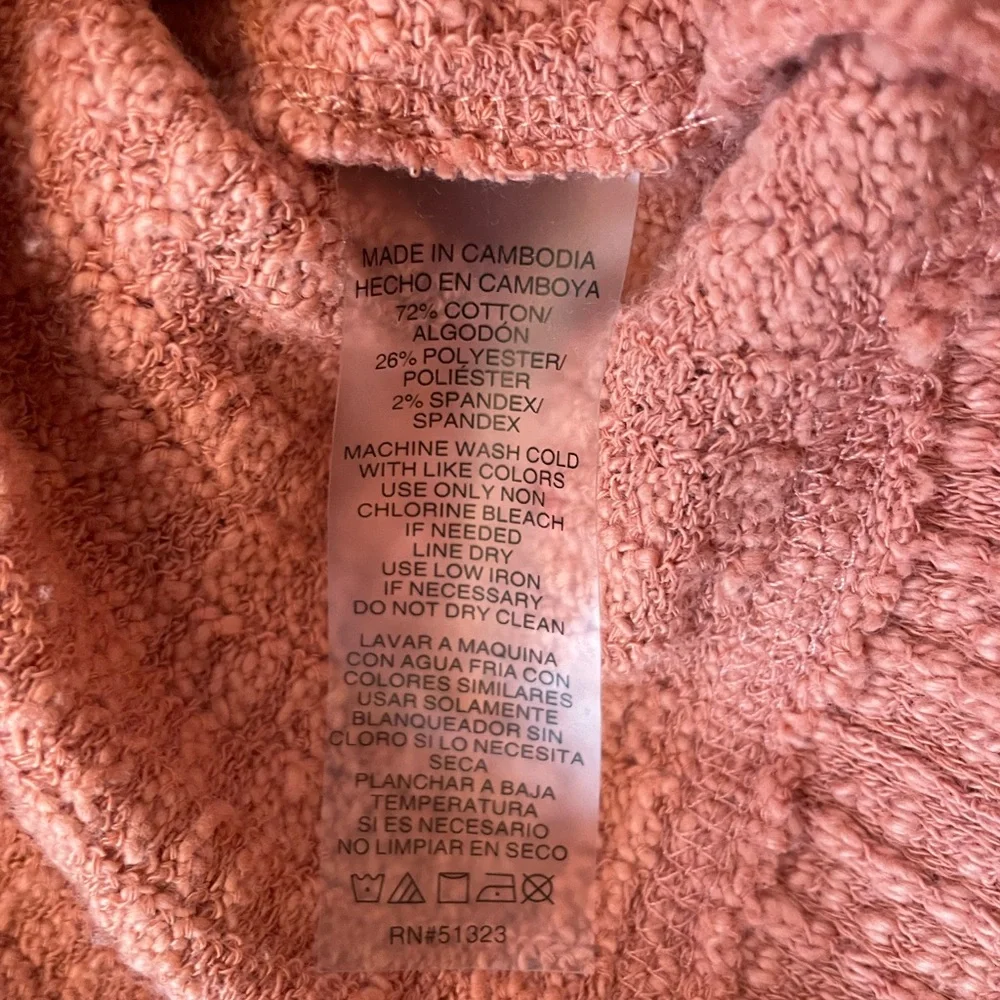 MADE IN CAMBODIA
HECHO EN CAMBOYA
72% COTTON/
ALGODÓN
26% POLYESTER/
POLIÉSTER
2% SPANDEX/
SPANDEX
MACHINE WASH COLD
WITH LIKE COLORS
USE ONLY NON
CHLORINE BLEACH
IF NEEDED
LINE DRY
USE LOW IRON
IF NECESSARY
DO NOT DRY CLEAN
LAVAR A MAQUINA
CON AGUA FRIA CON
COLORES SIMILARES
USAR SOLAMENTE
BLANQUEADOR SIN
CLORO SI LO NECESITA
SECA
PLANCHAR A BAJA
TEMPERATURA
SI ES NECESARIO
NO LIMPIAR EN SECO
RN#51323